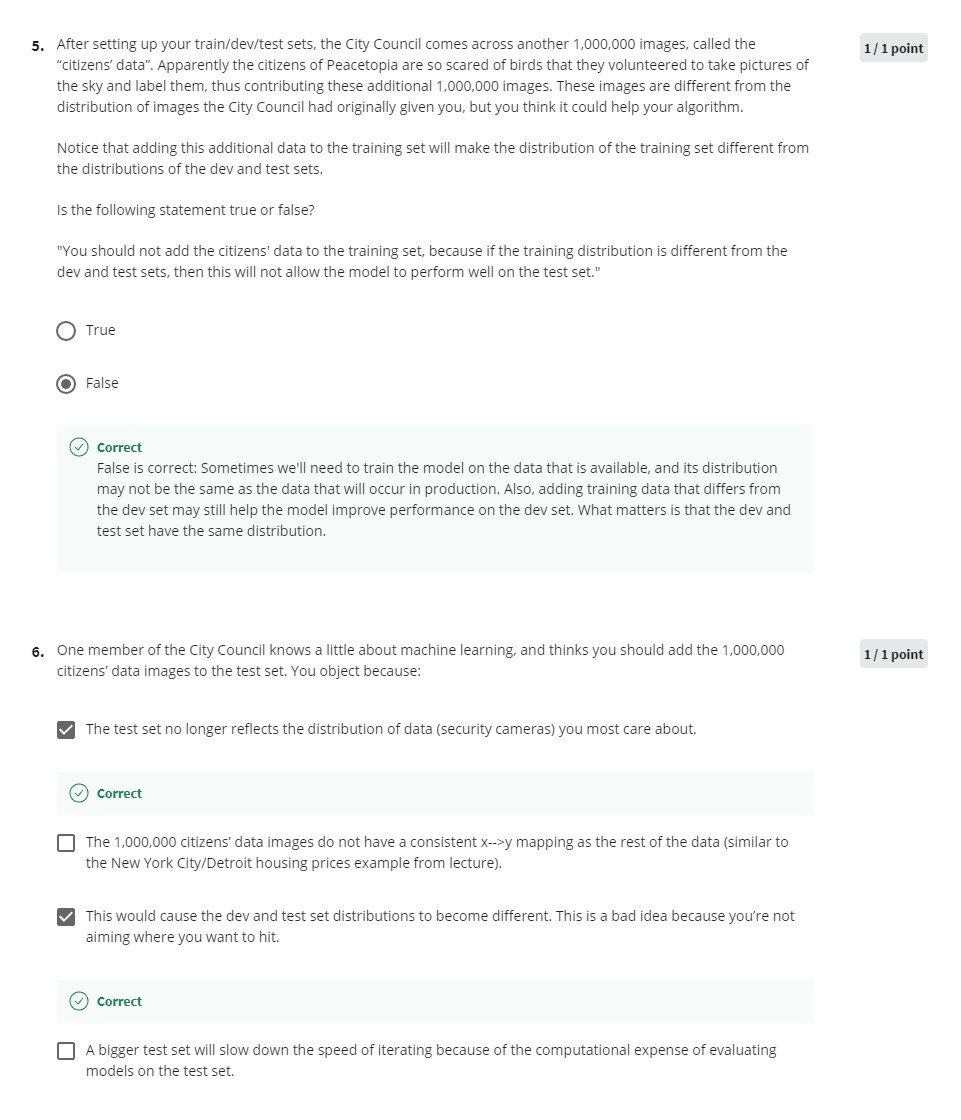 5. After setting up your train/dev/test sets, the City Council comes across another 1,000,000 images, called the
1 / 1 point
“citizens’ data”. Apparently the citizens of Peacetopia are so scared of birds that they volunteered to take pictures of
the sky and label them, thus contributing these additional 1,000,000 images. These images are different from the
distribution of images the City Council had originally given you, but you think it could help your algorithm.
Notice that adding this additional data to the training set will make the distribution of the training set different from
the distributions of the dev and test sets.
Is the following statement true or false?
"You should not add the citizens' data to the training set, because if the training distribution is different from the
dev and test sets, then this will not allow the model to perform well on the test set."
True
False
Correct
False is correct: Sometimes we'll need to train the model on the data that is available, and its distribution
may not be the same as the data that will occur in production. Also, adding training data that differs from
the dev set may still help the model improve performance on the dev set. What matters is that the dev and
test set have the same distribution.
6. One member of the City Council knows a little about machine learning, and thinks you should add the 1,000,000
1 / 1 point
citizens’ data images to the test set. You object because:
The test set no longer reflects the distribution of data (security cameras) you most care about.
Correct
The 1,000,000 citizens’ data images do not have a consistent x-->y mapping as the rest of the data (similar to
the New York City/Detroit housing prices example from lecture).
This would cause the dev and test set distributions to become different. This is a bad idea because you’re not
aiming where you want to hit.
Correct
A bigger test set will slow down the speed of iterating because of the computational expense of evaluating
models on the test set.